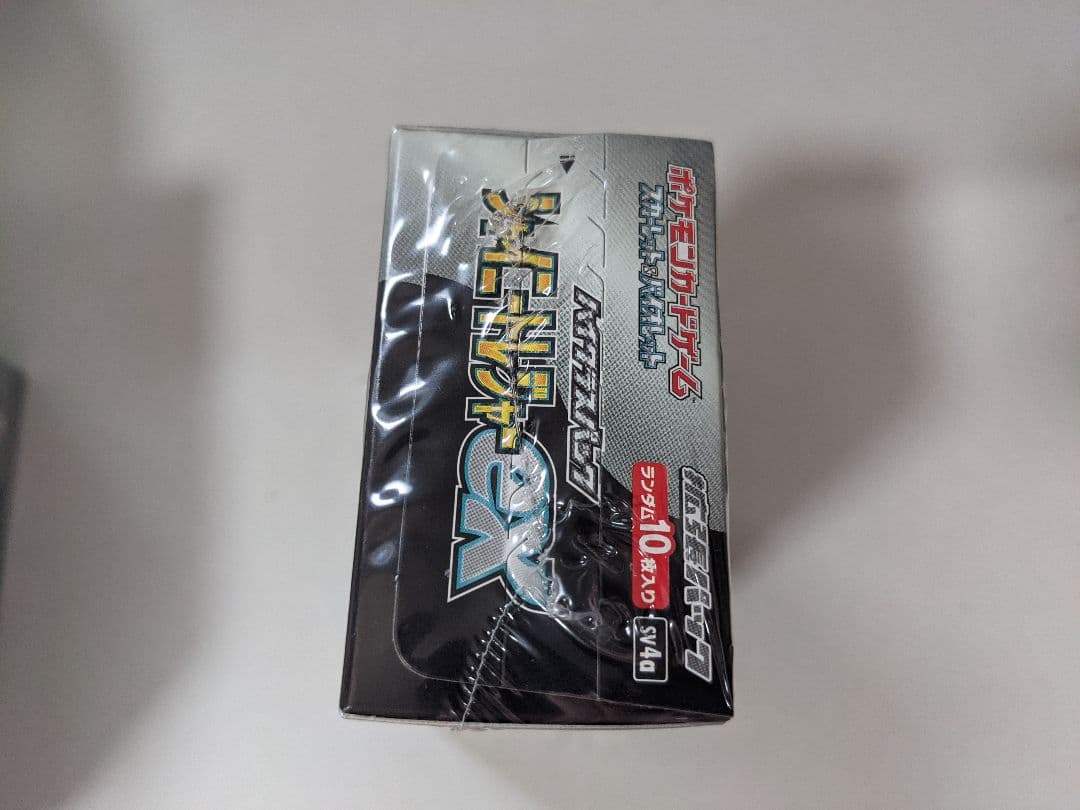 ポケモンカードゲーム
スカーレット&バイオレット
拡張パック
ハイクラスパック
ランダム10枚入り
シャイニートレジャー
ex
SV4a